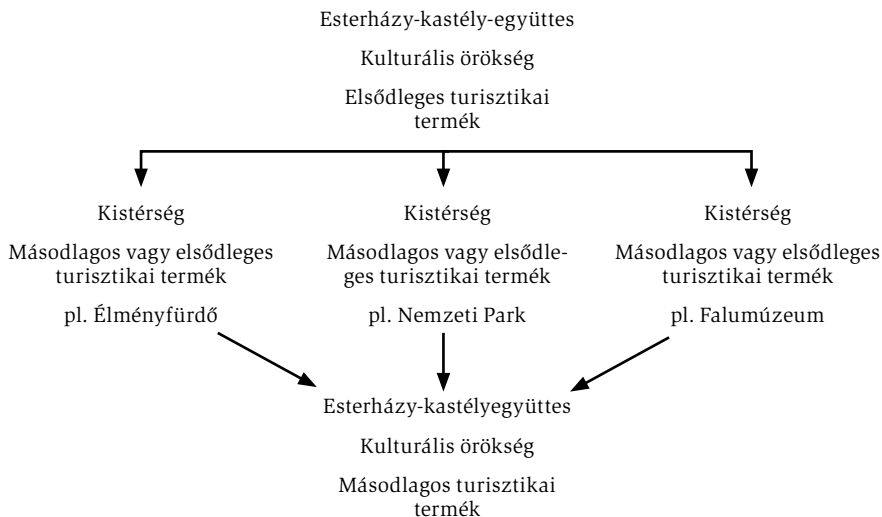 Esterházy-kastély-együttes
Kulturális örökség
Elsődleges turisztikai
termék
Kistérség
Másodlagos vagy elsődleges
turisztikai termék
pl. Élményfürdő
Kistérség
Másodlagos vagy elsődle-
ges turisztikai termék
pl. Nemzeti Park
Kistérség
Másodlagos vagy elsődleges
turisztikai termék
pl. Falumúzeum
Esterházy-kastélyegyüttes
Kulturális örökség
Másodlagos turisztikai
termék